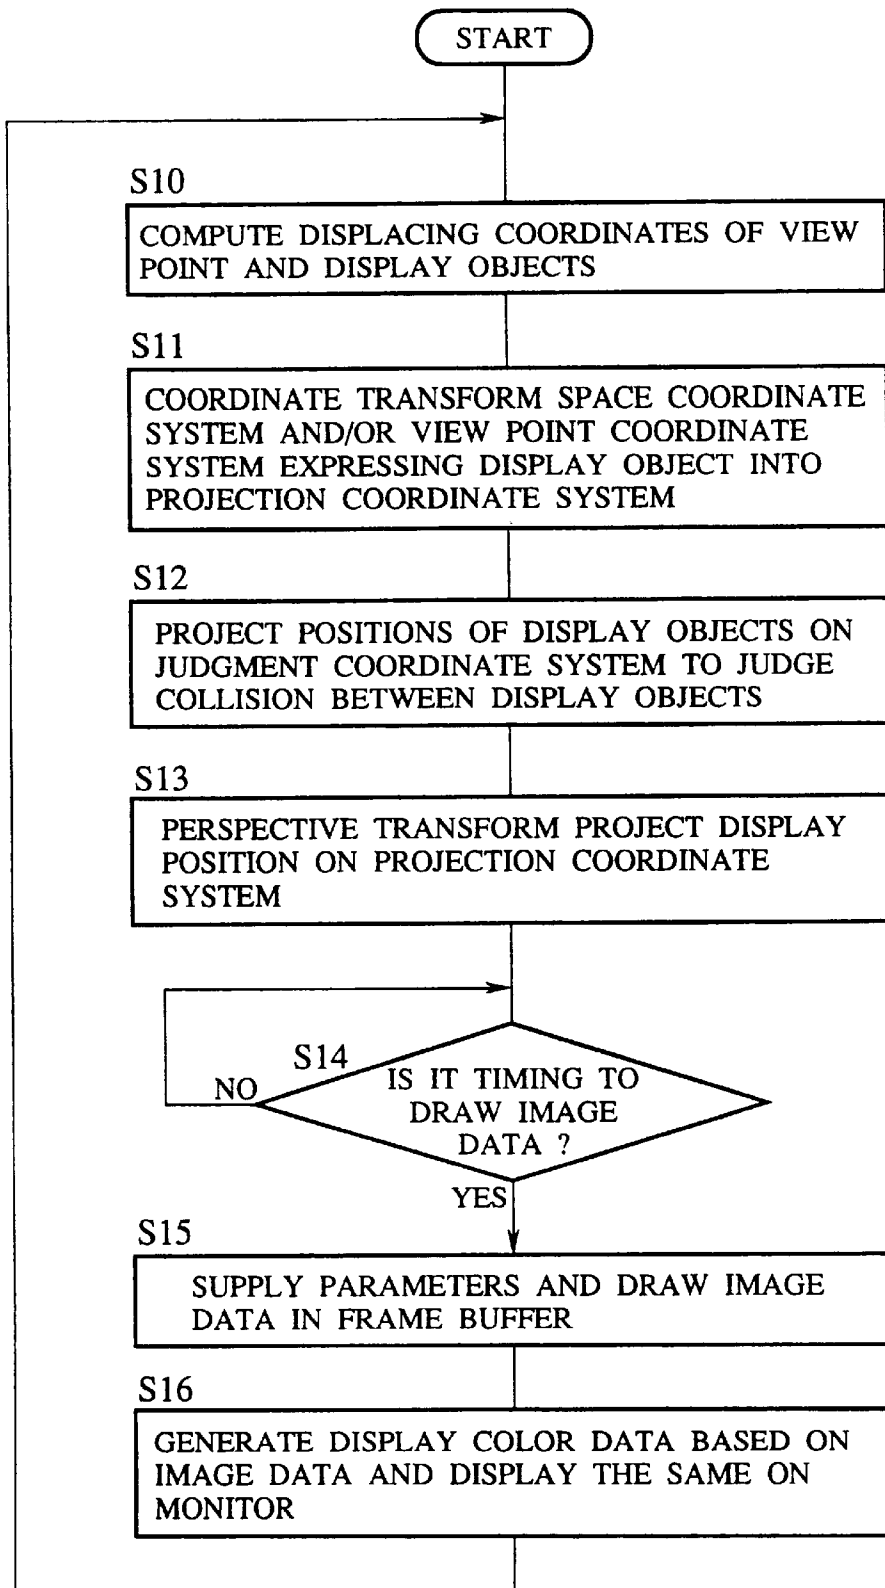 START
S10
COMPUTE DISPLACING COORDINATES OF VIEW
POINT AND DISPLAY OBJECTS
S11
COORDINATE TRANSFORM SPACE COORDINATE
SYSTEM AND/OR VIEW POINT COORDINATE
SYSTEM EXPRESSING DISPLAY OBJECT INTO
PROJECTION COORDINATE SYSTEM
S12
PROJECT POSITIONS OF DISPLAY OBJECTS ON
JUDGMENT COORDINATE SYSTEM TO JUDGE
COLLISION BETWEEN DISPLAY OBJECTS
S13
PERSPECTIVE TRANSFORM PROJECT DISPLAY
POSITION ON PROJECTION COORDINATE
SYSTEM
S14
IS IT TIMING TO
DRAW IMAGE
DATA ?
NO
YES
S15
SUPPLY PARAMETERS AND DRAW IMAGE
DATA IN FRAME BUFFER
S16
GENERATE DISPLAY COLOR DATA BASED ON
IMAGE DATA AND DISPLAY THE SAME ON
MONITOR